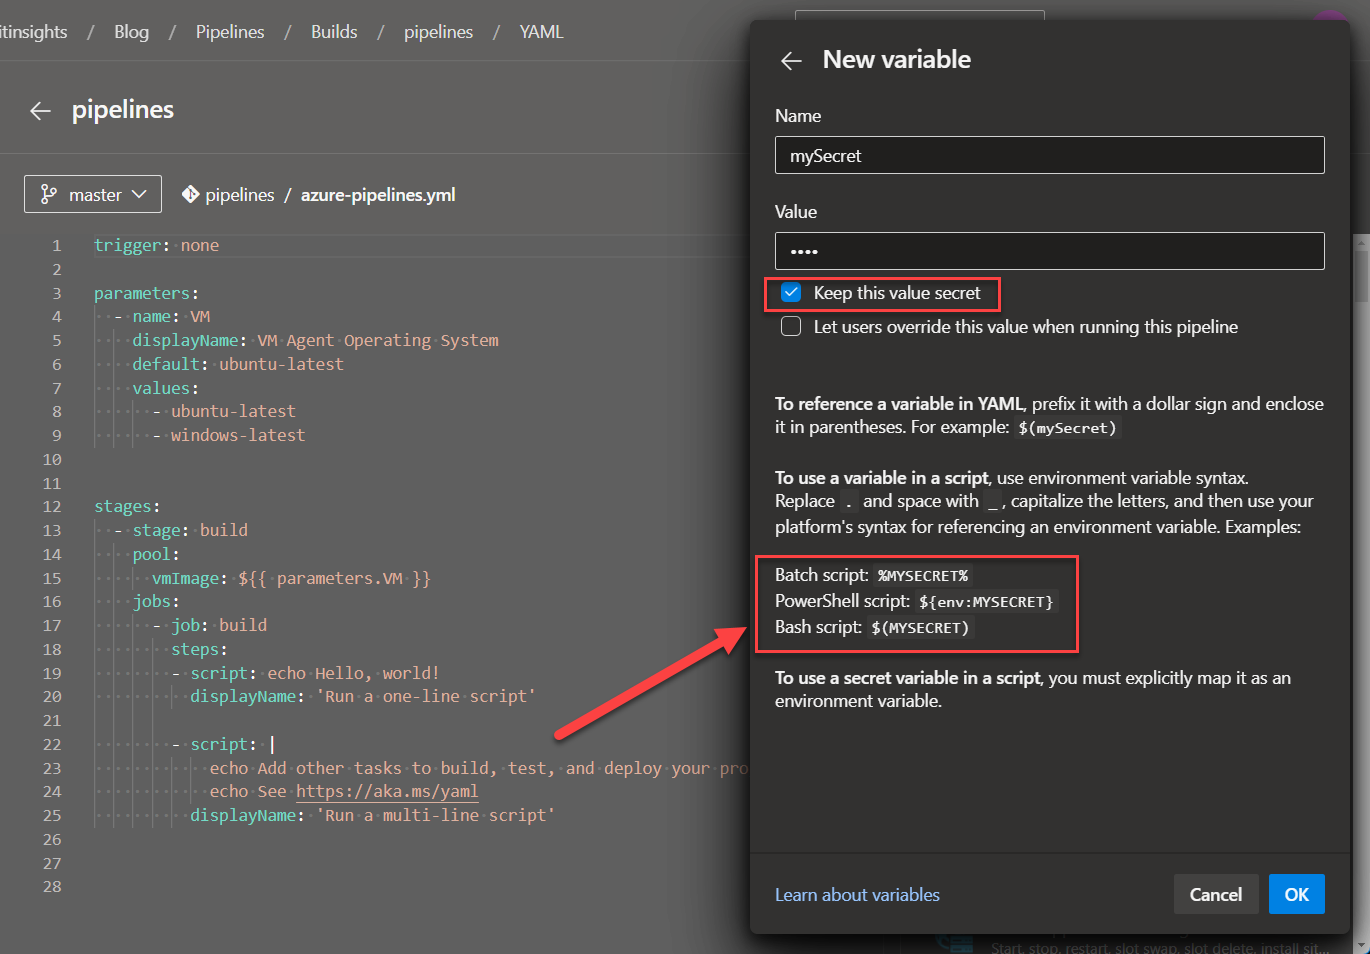 itinsights / Blog / Pipelines / Builds / pipelines / YAML
pipelines
master pipelines / azure-pipelines.yml
1 trigger: none
2
3 parameters:
4 - name: VM
5 displayName: VM Agent Operating System
6 default: ubuntu-latest
7 values:
8 - ubuntu-latest
9 - windows-latest
10
11
12 stages:
13 - stage: build
14 pool:
15 vmImage: ${{ parameters.VM }}
16 jobs:
17 - job: build
18 steps:
19 - script: echo Hello, world!
20 displayName: 'Run a one-line script'
21
22 - script: |
23 echo Add other tasks to build, test, and deploy your pro
24 echo See https://aka.ms/yaml
25 displayName: 'Run a multi-line script'
26
27
28
New variable
Name
mySecret
Value
••••
Keep this value secret
Let users override this value when running this pipeline
To reference a variable in YAML, prefix it with a dollar sign and enclose
it in parentheses. For example: $(mySecret)
To use a variable in a script, use environment variable syntax.
Replace . and space with _, capitalize the letters, and then use your
platform's syntax for referencing an environment variable. Examples:
Batch script: %MYSECRET%
PowerShell script: ${env:MYSECRET}
Bash script: $(MYSECRET)
To use a secret variable in a script, you must explicitly map it as an
environment variable.
Learn about variables Cancel OK
Start, stop, restart, slot swap, slot delete, install sit...